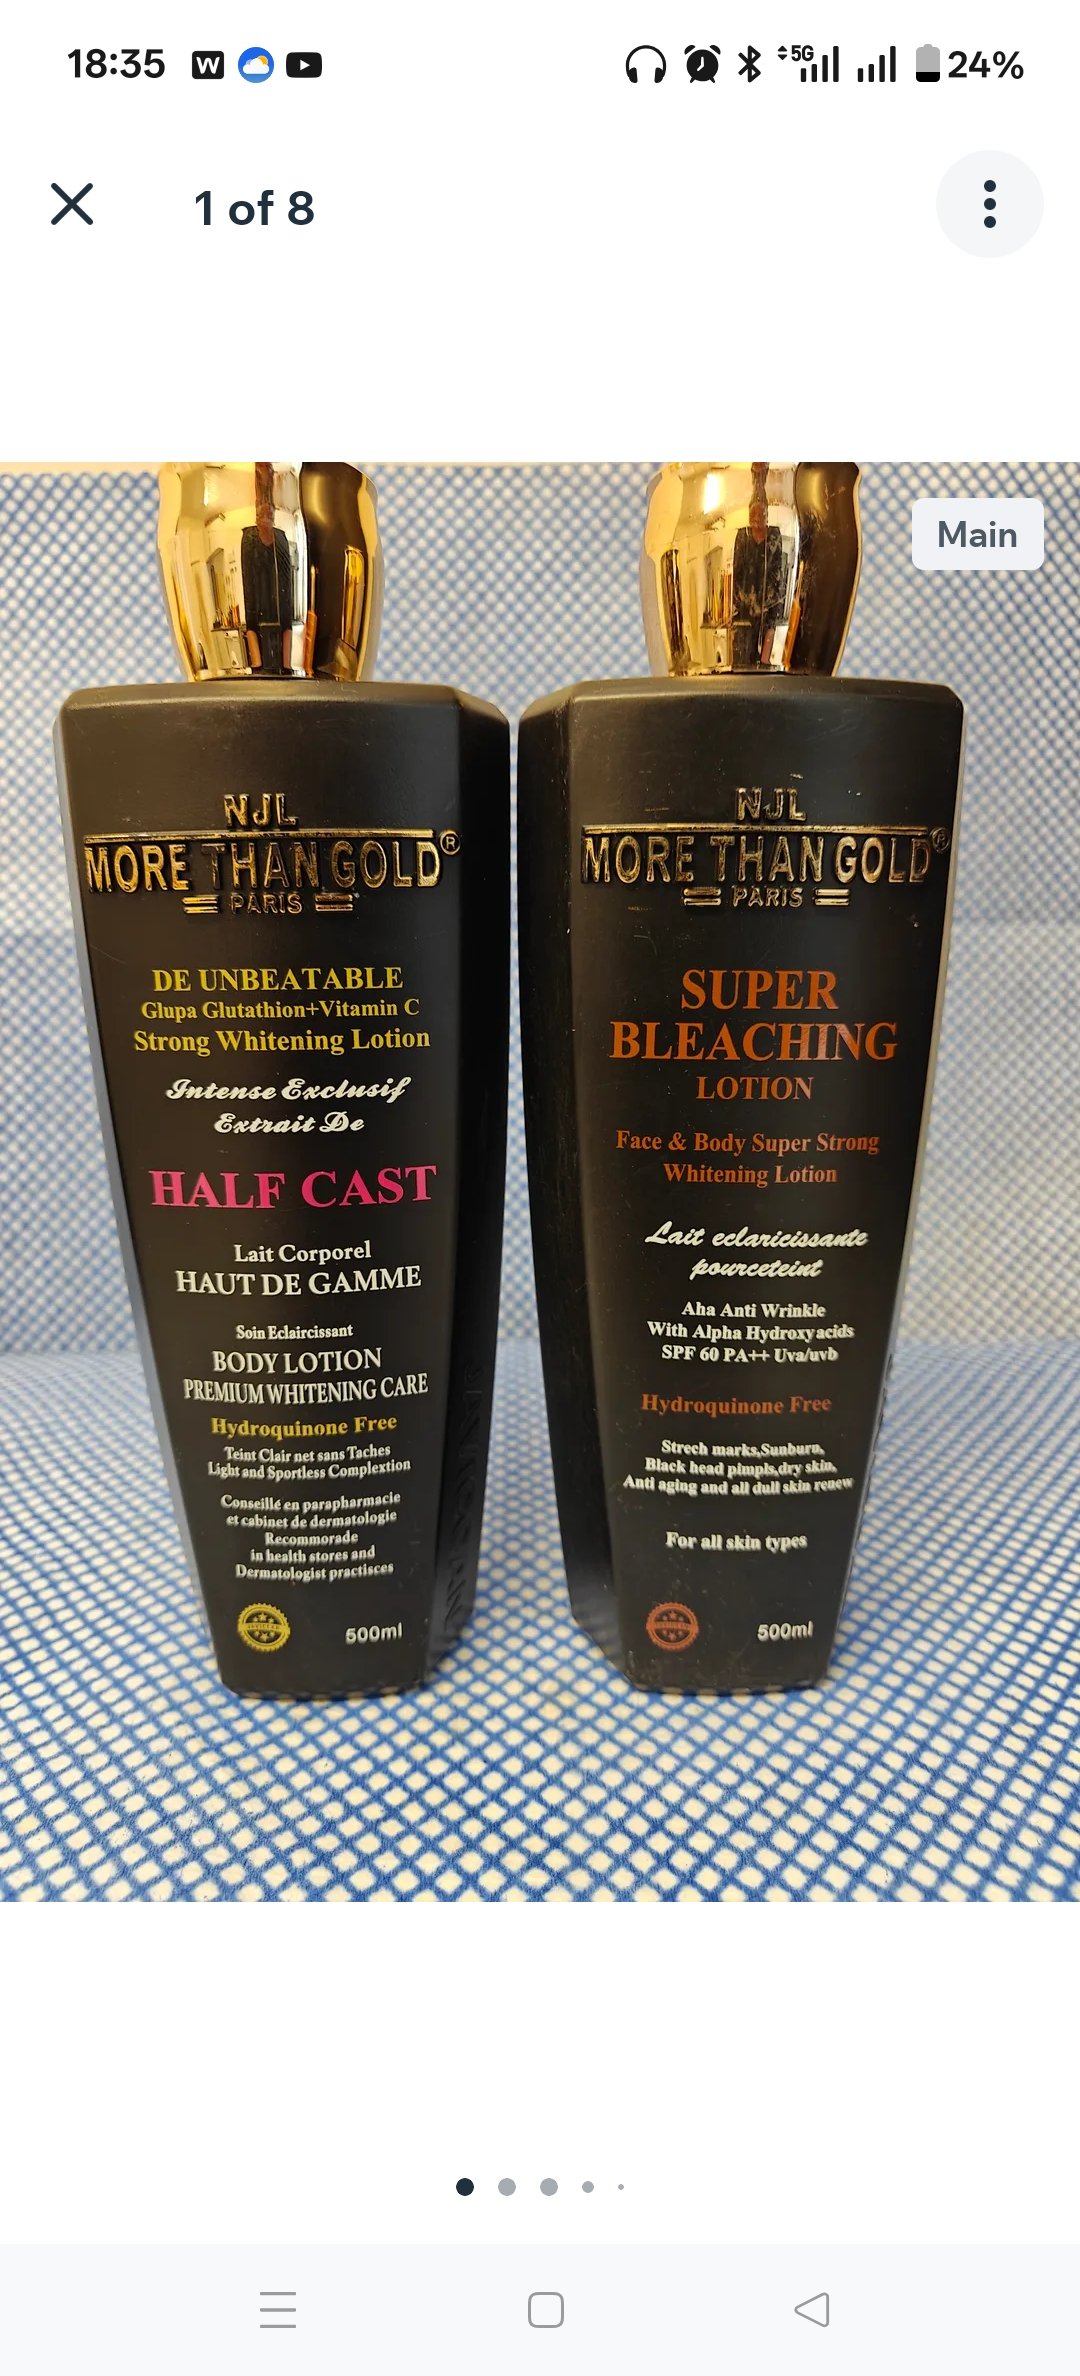 18:35
W
5G
24%
1 of 8
Main
NJL
MORE THAN GOLD®
PARIS
DE UNBEATABLE
Glupa Glutathion+Vitamin C
Strong Whitening Lotion
Intense Exclusif
Extrait De
HALF CAST
Lait Corporel
HAUT DE GAMME
Soin Eclaircissant
BODY LOTION
PREMIUM WHITENING CARE
Hydroquinone Free
Teint Clair net sans Taches
Light and Sportless Complextion
Conseillé en parapharmacie
et cabinet de dermatologie
Recommorade
in health stores and
Dermatologist practisces
500ml
NJL
MORE THAN GOLD®
PARIS
SUPER
BLEACHING
LOTION
Face & Body Super Strong
Whitening Lotion
Lait eclaricissante
pourceteint
Aha Anti Wrinkle
With Alpha Hydroxyacids
SPF 60 PA++ Uva/uvb
Hydroquinone Free
Strech marks,Sunburn,
Black head pimpls,dry skin,
Anti aging and all dull skin renew
For all skin types
500ml